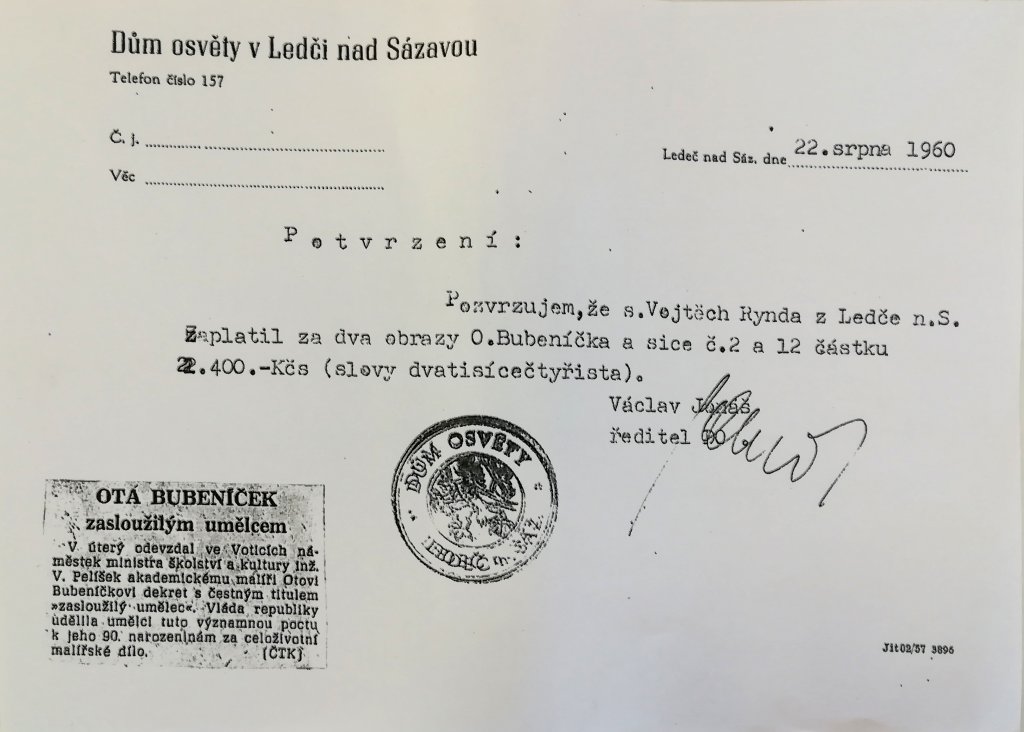 Dům osvěty v Ledči nad Sázavou
Telefon číslo 157
Č. j.
Věc
Ledeč nad Sáz. dne 22.srpna 1960
Potvrzení:
Pozvrzujem,že s.Vojtěch Rynda z Ledče n.S.
Zaplatil za dva obrazy O.Bubeníčka a sice č.2 a 12 částku
2.400.-Kčs (slovy dvatisícečtyřista).
Václav Jonáš
ředitel DO
DŮM OSVĚTY
LEDEČ n. SÁZ.
OTÁ BUBENÍČEK
zasloužilým umělcem
V úterý odevzdal ve Voticích ná-
městek ministra školství a kultury inž.
V. Pelíšek akademickému malíři Otovi
Bubeníčkovi dekret s čestným titulem
»zasloužilý umělec«. Vláda republiky
udělila umělci tuto významnou poctu
k jeho 90. narozeninám za celoživotní
malířské dílo. (ČTK)
Jit 02/57 3896